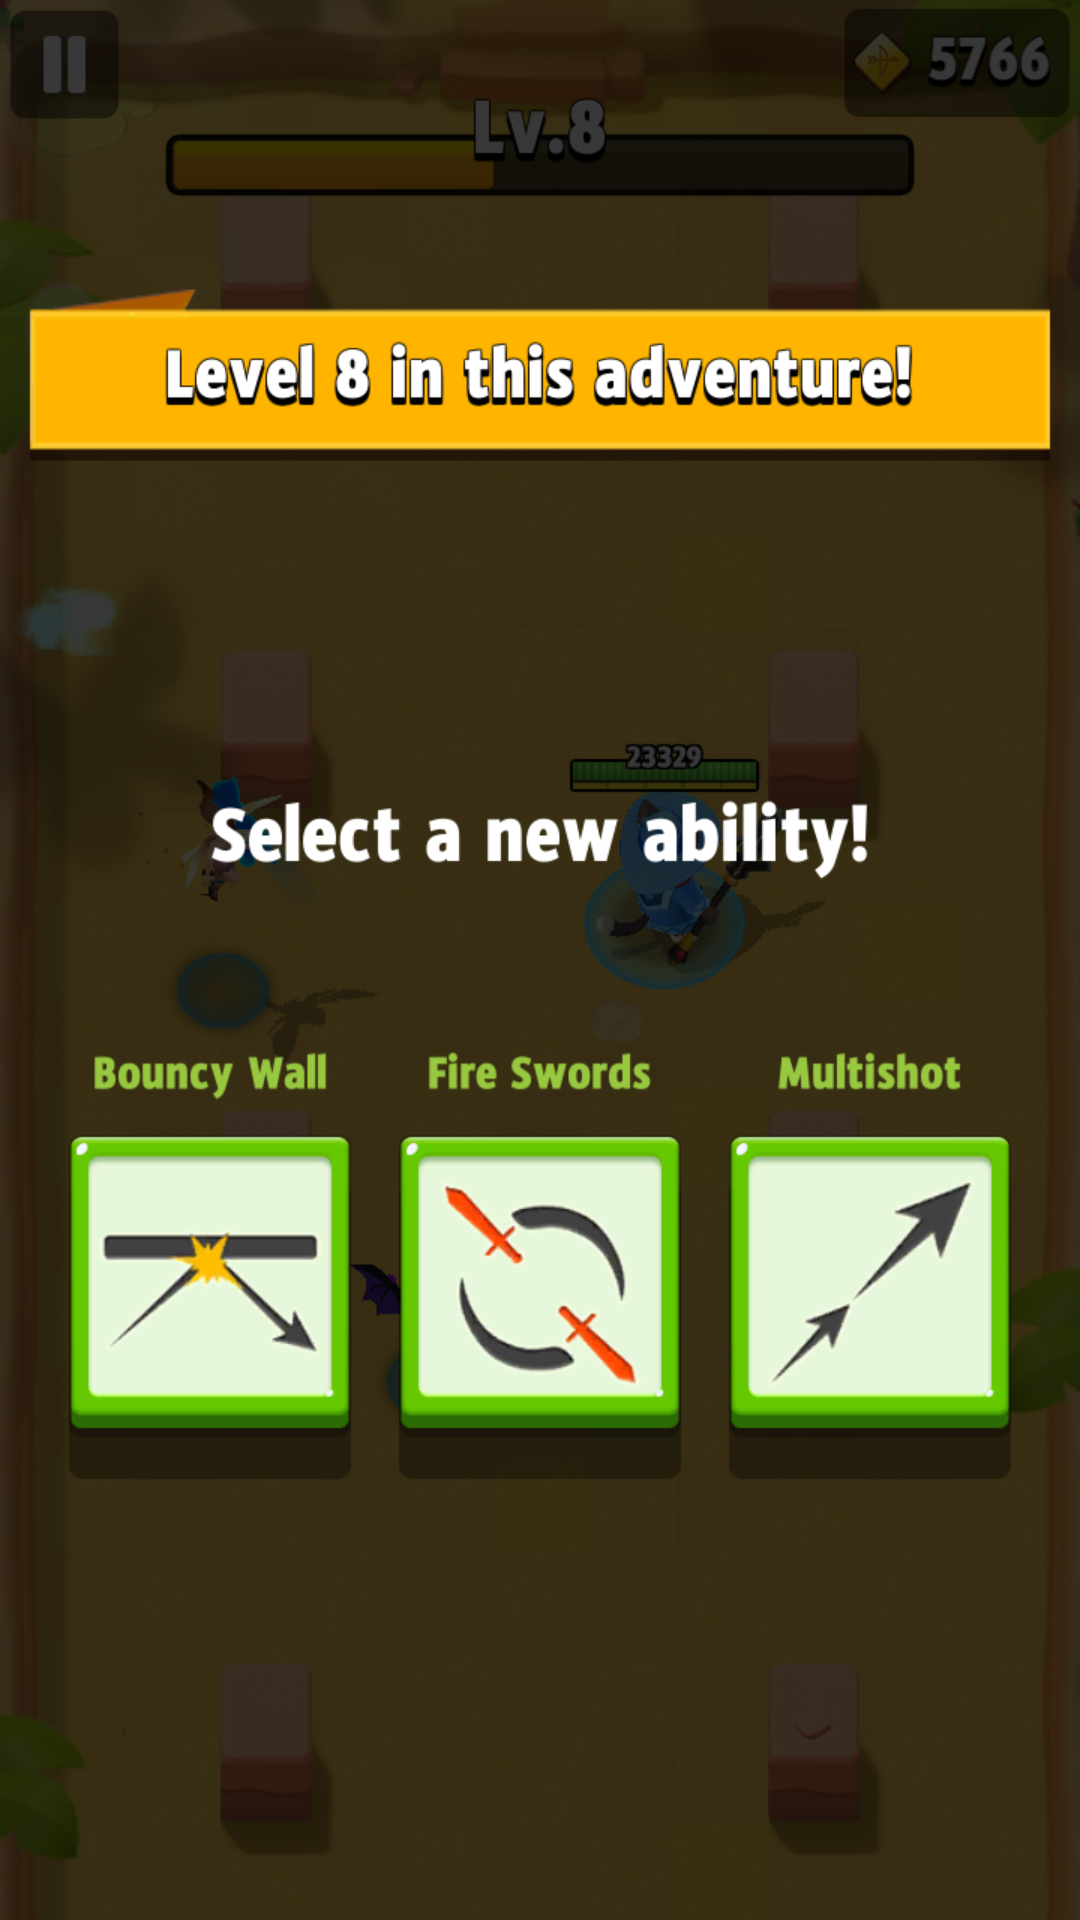 5766
Lv.8
Level 8 in this adventure!
23329
Select a new ability!
Bouncy Wall
Fire Swords
Multishot